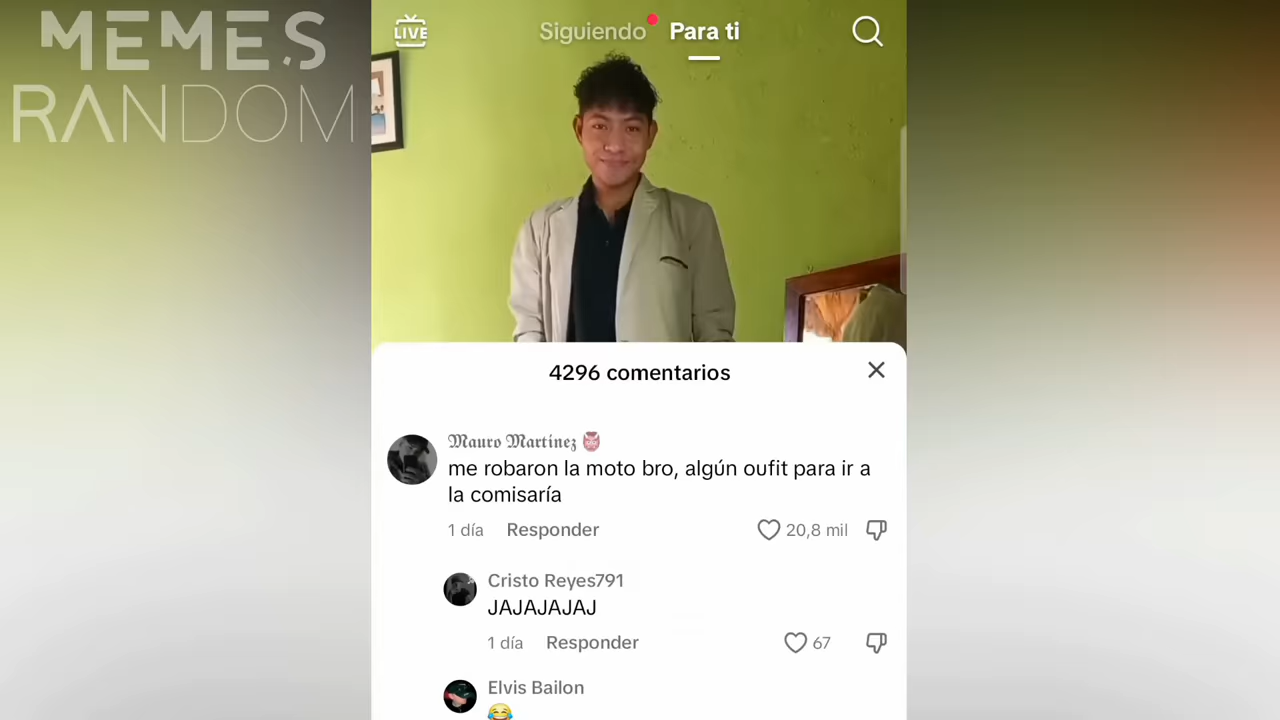 MEMES
RANDOM
LIVE
Siguiendo
Para ti
4296 comentarios
𝔐𝔞𝔲𝔯𝔬 𝔐𝔞𝔯𝔱í𝔫𝔢𝔷 👹
me robaron la moto bro, algún oufit para ir a
la comisaría
1 día Responder 20,8 mil
Cristo Reyes791
JAJAJAJAJ
1 día Responder 67
Elvis Bailon
😂